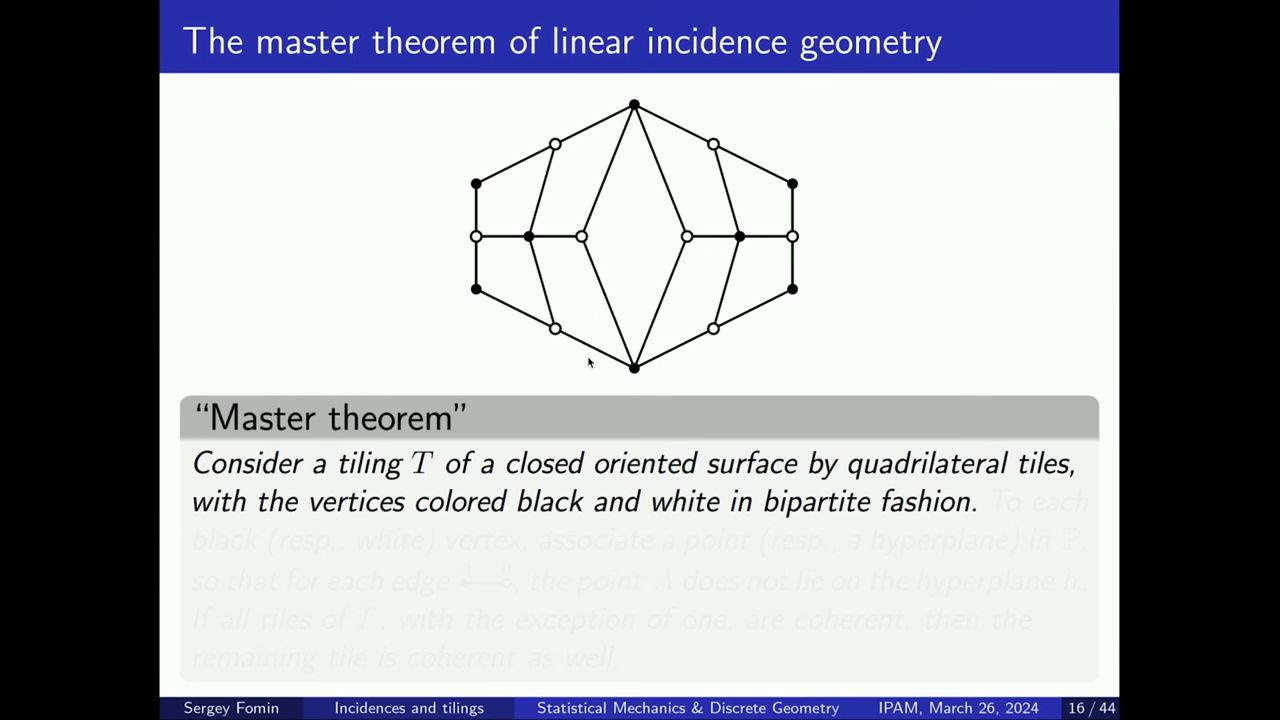 The master theorem of linear incidence geometry
“Master theorem”
Consider a tiling T of a closed oriented surface by quadrilateral tiles,
with the vertices colored black and white in bipartite fashion. To each
black (resp., white) vertex, associate a point (resp., a hyperplane) in ℙ,
so that for each edge A h, the point A does not lie on the hyperplane h.
If all tiles of T, with the exception of one, are coherent, then the
remaining tile is coherent as well.
Sergey Fomin Incidences and tilings Statistical Mechanics & Discrete Geometry IPAM, March 26, 2024 16 / 44